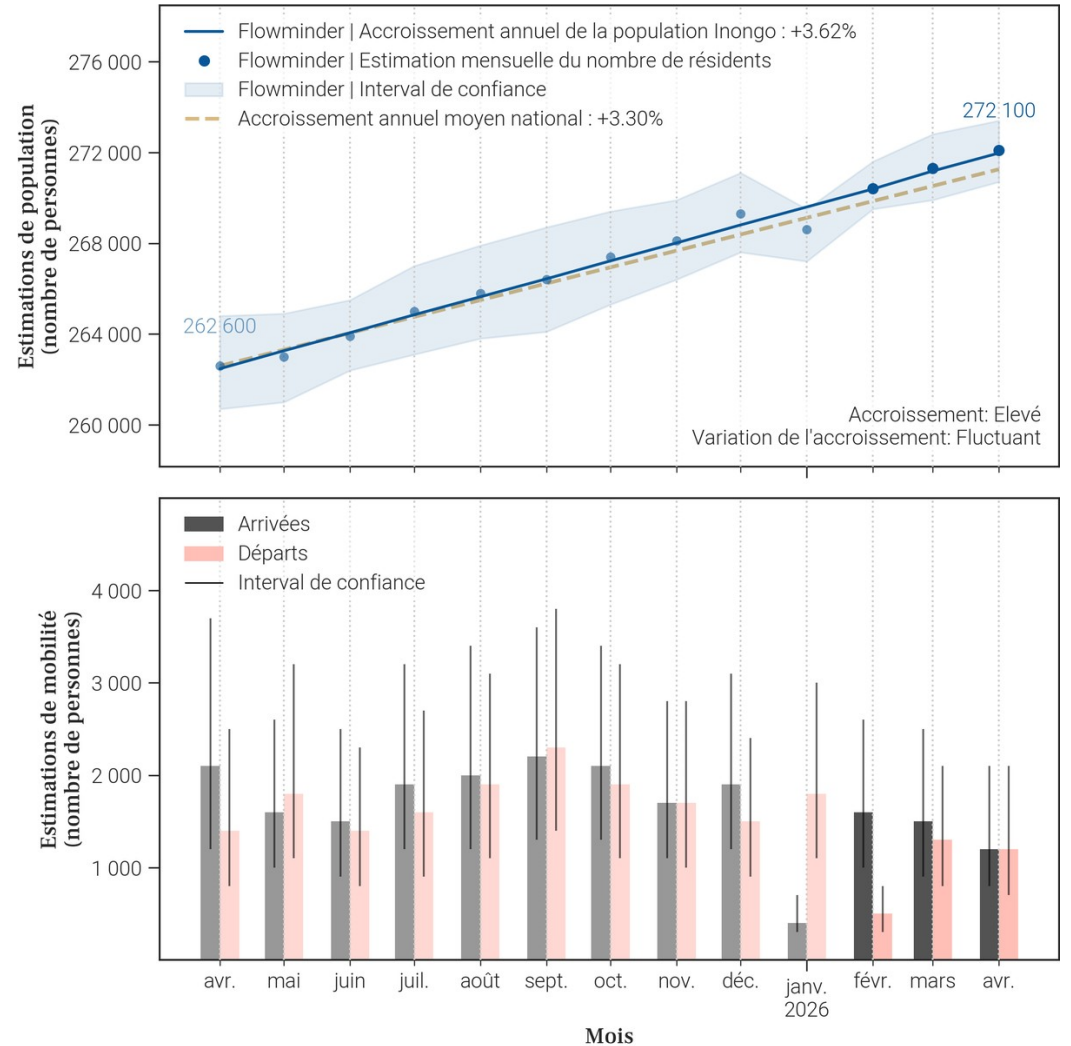 Flowminder | Accroissement annuel de la population Inongo : +3.62%
Flowminder | Estimation mensuelle du nombre de résidents
Flowminder | Interval de confiance
Accroissement annuel moyen national : +3.30%
Estimations de population
(nombre de personnes)
276 000
272 000
268 000
264 000
260 000
262 600
272 100
Accroissement: Elevé
Variation de l'accroissement: Fluctuant
Arrivées
Départs
Interval de confiance
Estimations de mobilité
(nombre de personnes)
4 000
3 000
2 000
1 000
avr. mai juin juil. août sept. oct. nov. déc. janv. févr. mars avr.
2026
Mois